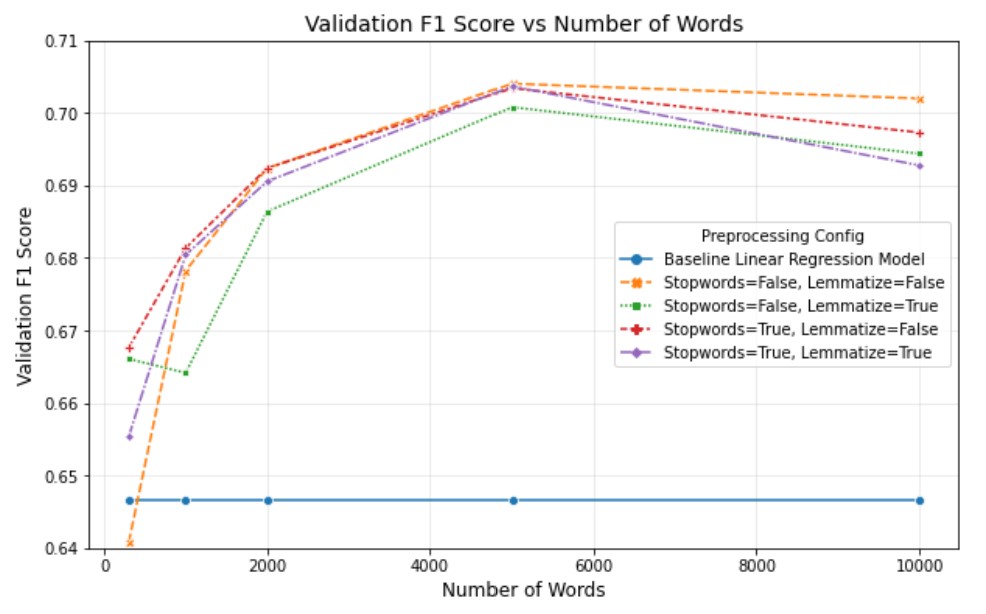 Validation F1 Score vs Number of Words
Validation F1 Score
0.71
0.70
0.69
0.68
0.67
0.66
0.65
0.64
Preprocessing Config
Baseline Linear Regression Model
Stopwords=False, Lemmatize=False
Stopwords=False, Lemmatize=True
Stopwords=True, Lemmatize=False
Stopwords=True, Lemmatize=True
0 2000 4000 6000 8000 10000
Number of Words